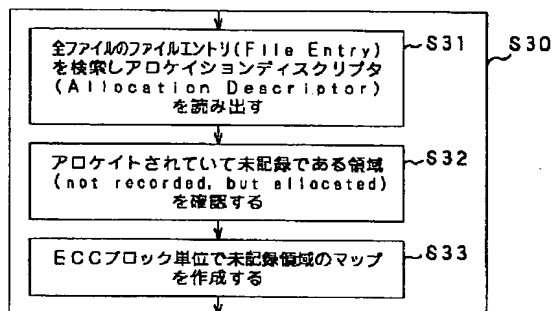 全ファイルのファイルエントリ(File Entry)
を検索しアロケイションディスクリプタ
(Allocation Descriptor)
を読み出す
S31
S30
アロケイトされていて未記録である領域
(not recorded, but allocated)
を確認する
S32
ECCブロック単位で未記録領域のマップ
を作成する
S33